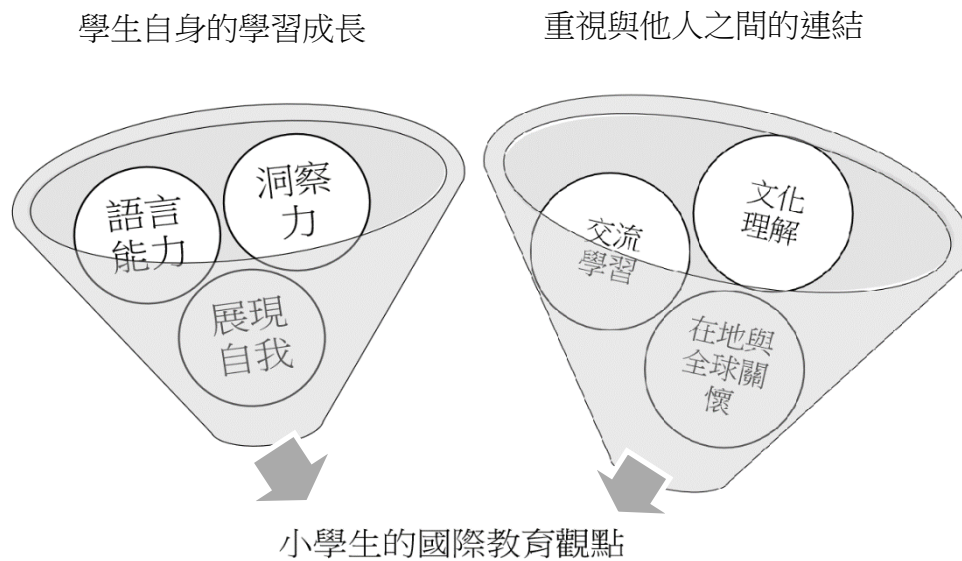 學生自身的學習成長
重視與他人之間的連結
語言
能力
洞察
力
展現
自我
交流
學習
文化
理解
在地與
全球關
懷
小學生的國際教育觀點